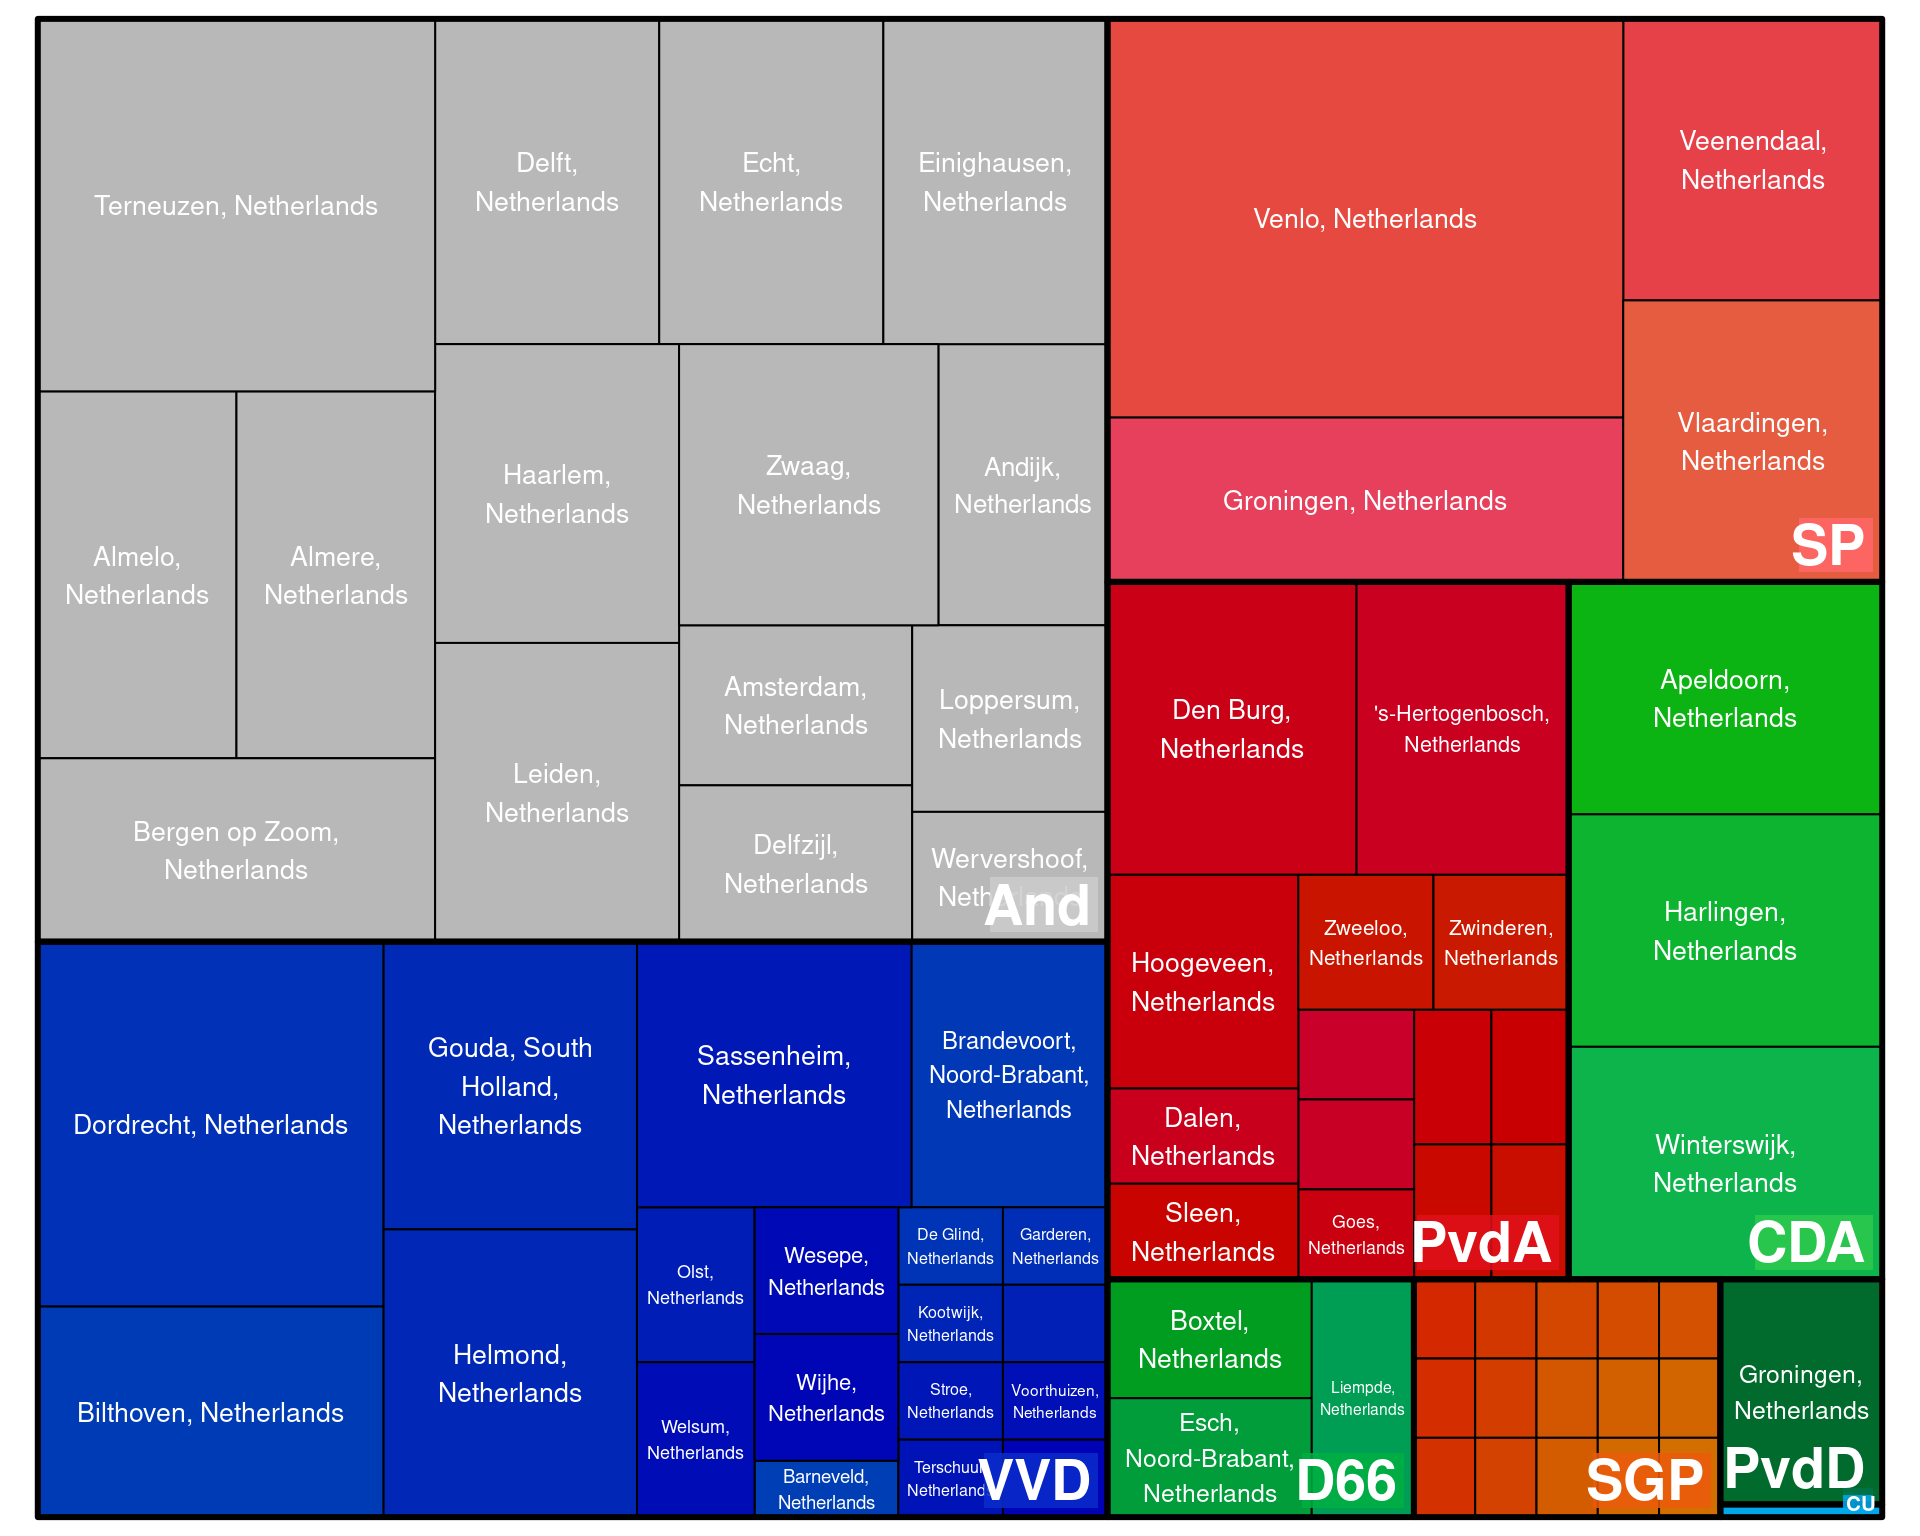 Terneuzen, Netherlands
Delft,
Netherlands
Echt,
Netherlands
Einighausen,
Netherlands
Almelo,
Netherlands
Almere,
Netherlands
Haarlem,
Netherlands
Zwaag,
Netherlands
Andijk,
Netherlands
Bergen op Zoom,
Netherlands
Leiden,
Netherlands
Amsterdam,
Netherlands
Loppersum,
Netherlands
Delfzijl,
Netherlands
Wervershoof,
And
Venlo, Netherlands
Veenendaal,
Netherlands
Groningen, Netherlands
Vlaardingen,
Netherlands
SP
Dordrecht, Netherlands
Bilthoven, Netherlands
Gouda, South
Holland,
Netherlands
Helmond,
Netherlands
Sassenheim,
Netherlands
Brandevoort,
Noord-Brabant,
Netherlands
Olst,
Netherlands
Welsum,
Netherlands
Wesepe,
Netherlands
Wijhe,
Netherlands
Barneveld,
Netherlands
De Glind,
Netherlands
Garderen,
Netherlands
Kootwijk,
Netherlands
Stroe,
Netherlands
Voorthuizen,
Netherlands
Terschuur
Netherland
VVD
Den Burg,
Netherlands
's-Hertogenbosch,
Netherlands
Hoogeveen,
Netherlands
Zweeloo,
Netherlands
Zwinderen,
Netherlands
Dalen,
Netherlands
Sleen,
Netherlands
Goes,
Netherlands
PvdA
Apeldoorn,
Netherlands
Harlingen,
Netherlands
Winterswijk,
Netherlands
CDA
Boxtel,
Netherlands
Esch,
Noord-Brabant,
Netherlands
Liempde,
Netherlands
D66
SGP
Groningen,
Netherlands
PvdD
CU